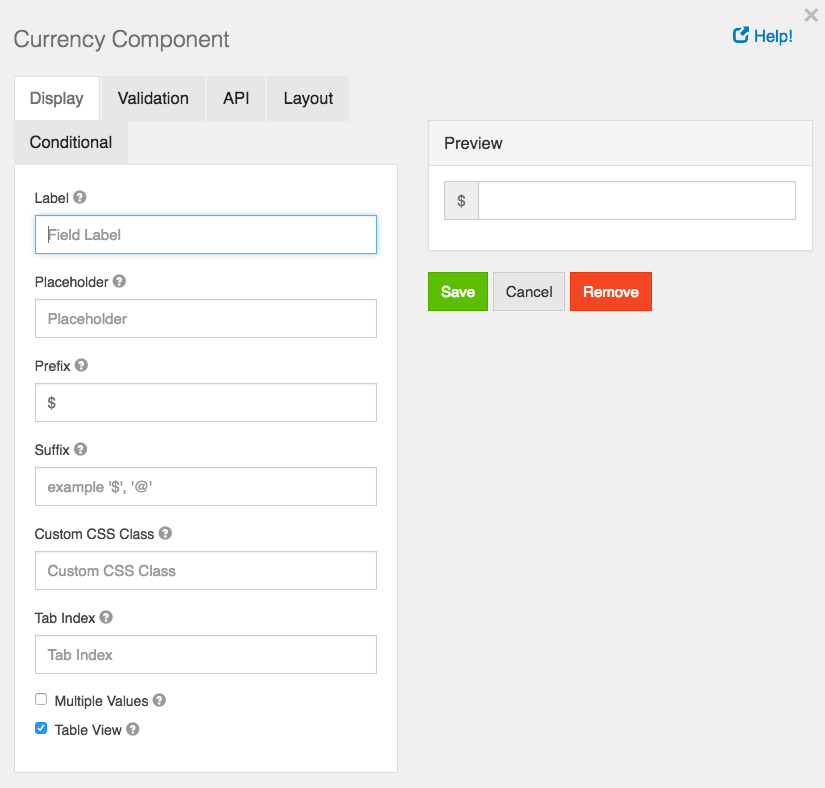 ×
Currency Component
Help!
Display Validation API Layout
Conditional
Label ?
Field Label
Placeholder ?
Placeholder
Prefix ?
$
Suffix ?
example '$', '@'
Custom CSS Class ?
Custom CSS Class
Tab Index ?
Tab Index
Multiple Values ?
Table View ?
Preview
$
Save Cancel Remove